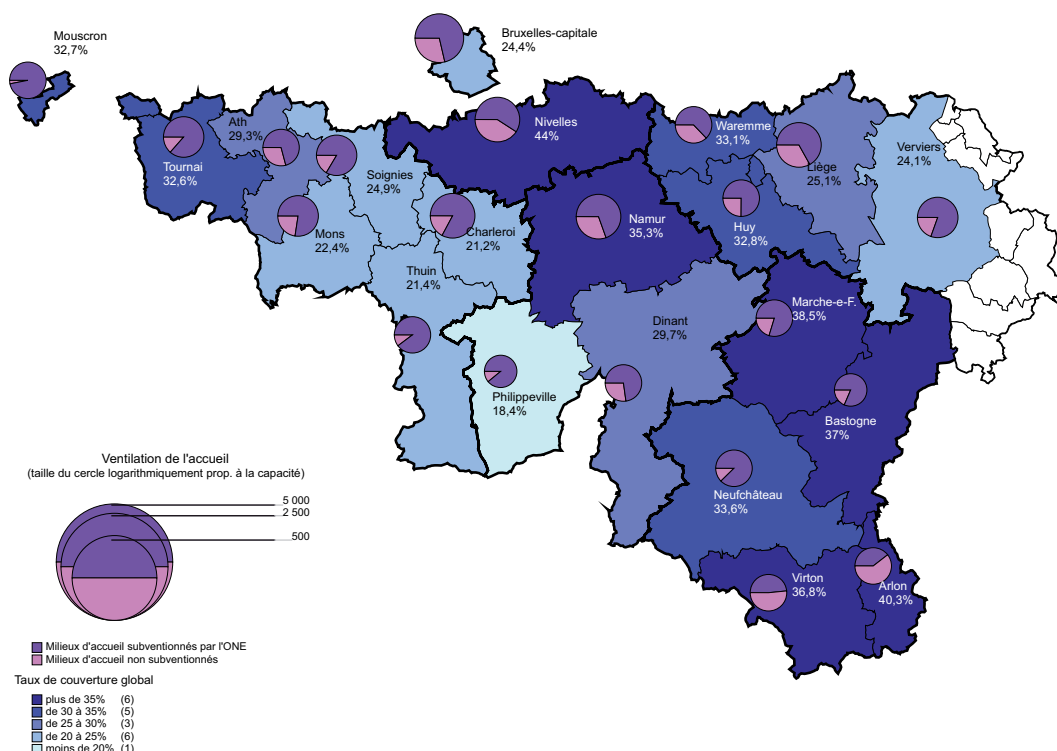 Mouscron
32,7%
Bruxelles-capitale
24,4%
Ath
29,3%
Tournai
32,6%
Soignies
24,9%
Nivelles
44%
Waremme
33,1%
Liège
25,1%
Verviers
24,1%
Mons
22,4%
Charleroi
21,2%
Namur
35,3%
Huy
32,8%
Thuin
21,4%
Dinant
29,7%
Marche-e-F.
38,5%
Philippeville
18,4%
Bastogne
37%
Neufchâteau
33,6%
Virton
36,8%
Arlon
40,3%
Ventilation de l'accueil
(taille du cercle logarithmiquement prop. à la capacité)
5 000
2 500
500
Milieux d'accueil subventionnés par l'ONE
Milieux d'accueil non subventionnés
Taux de couverture global
plus de 35% (6)
de 30 à 35% (5)
de 25 à 30% (3)
de 20 à 25% (6)
moins de 20% (1)